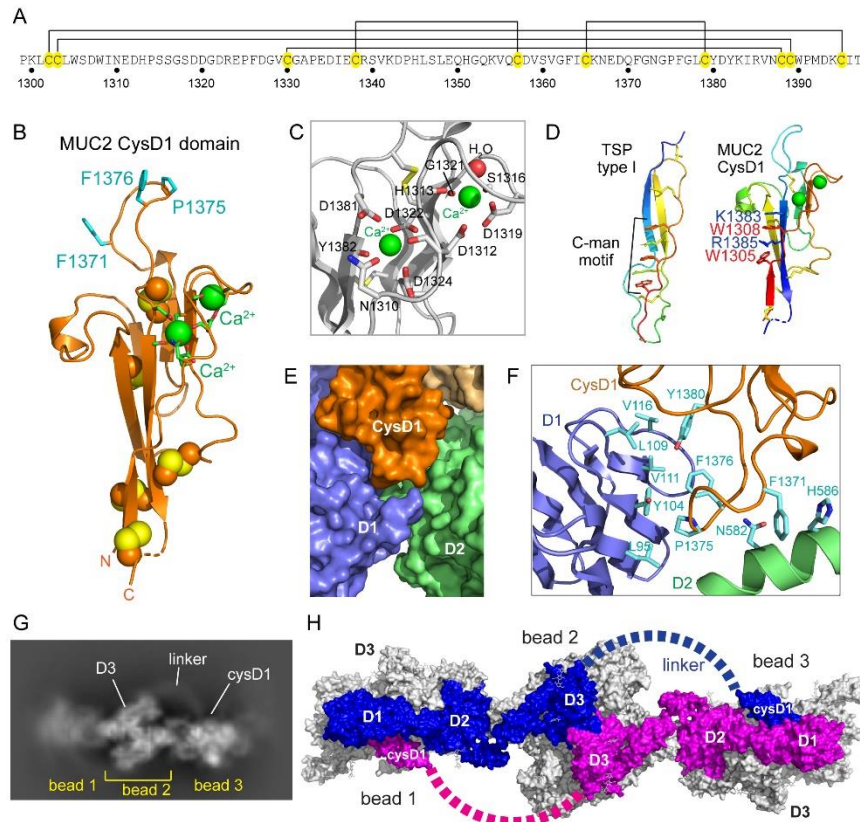 A
PKLCCLWSDWINEDHPSSGSDDGDREPFDGVCGAPEDIECRSVKDPHLSLEQHGQKVQCDVSVGFICKNEDQFGNGPFGLCYDYKIRVNCCWPMDKCIT
1300 1310 1320 1330 1340 1350 1360 1370 1380 1390
B
MUC2 CysD1 domain
F1376
P1375
F1371
Ca²⁺
Ca²⁺
N
C
C
H₂O
G1321
S1316
H1313
D1381
D1322
Ca²⁺
D1319
Ca²⁺
Y1382
D1312
D1324
N1310
D
TSP
type I
MUC2
CysD1
K1383
W1308
C-man
motif
R1385
W1305
E
CysD1
D1
D2
F
CysD1
D1
V116
Y1380
L109
F1376
V111
F1371
H586
Y104
N582
P1375
L95
D2
G
D3
linker
cysD1
bead 1
bead 2
bead 3
H
D3
bead 2
linker
bead 3
D1
D2
D3
cysD1
cysD1
D3
D2
D1
bead 1
D3